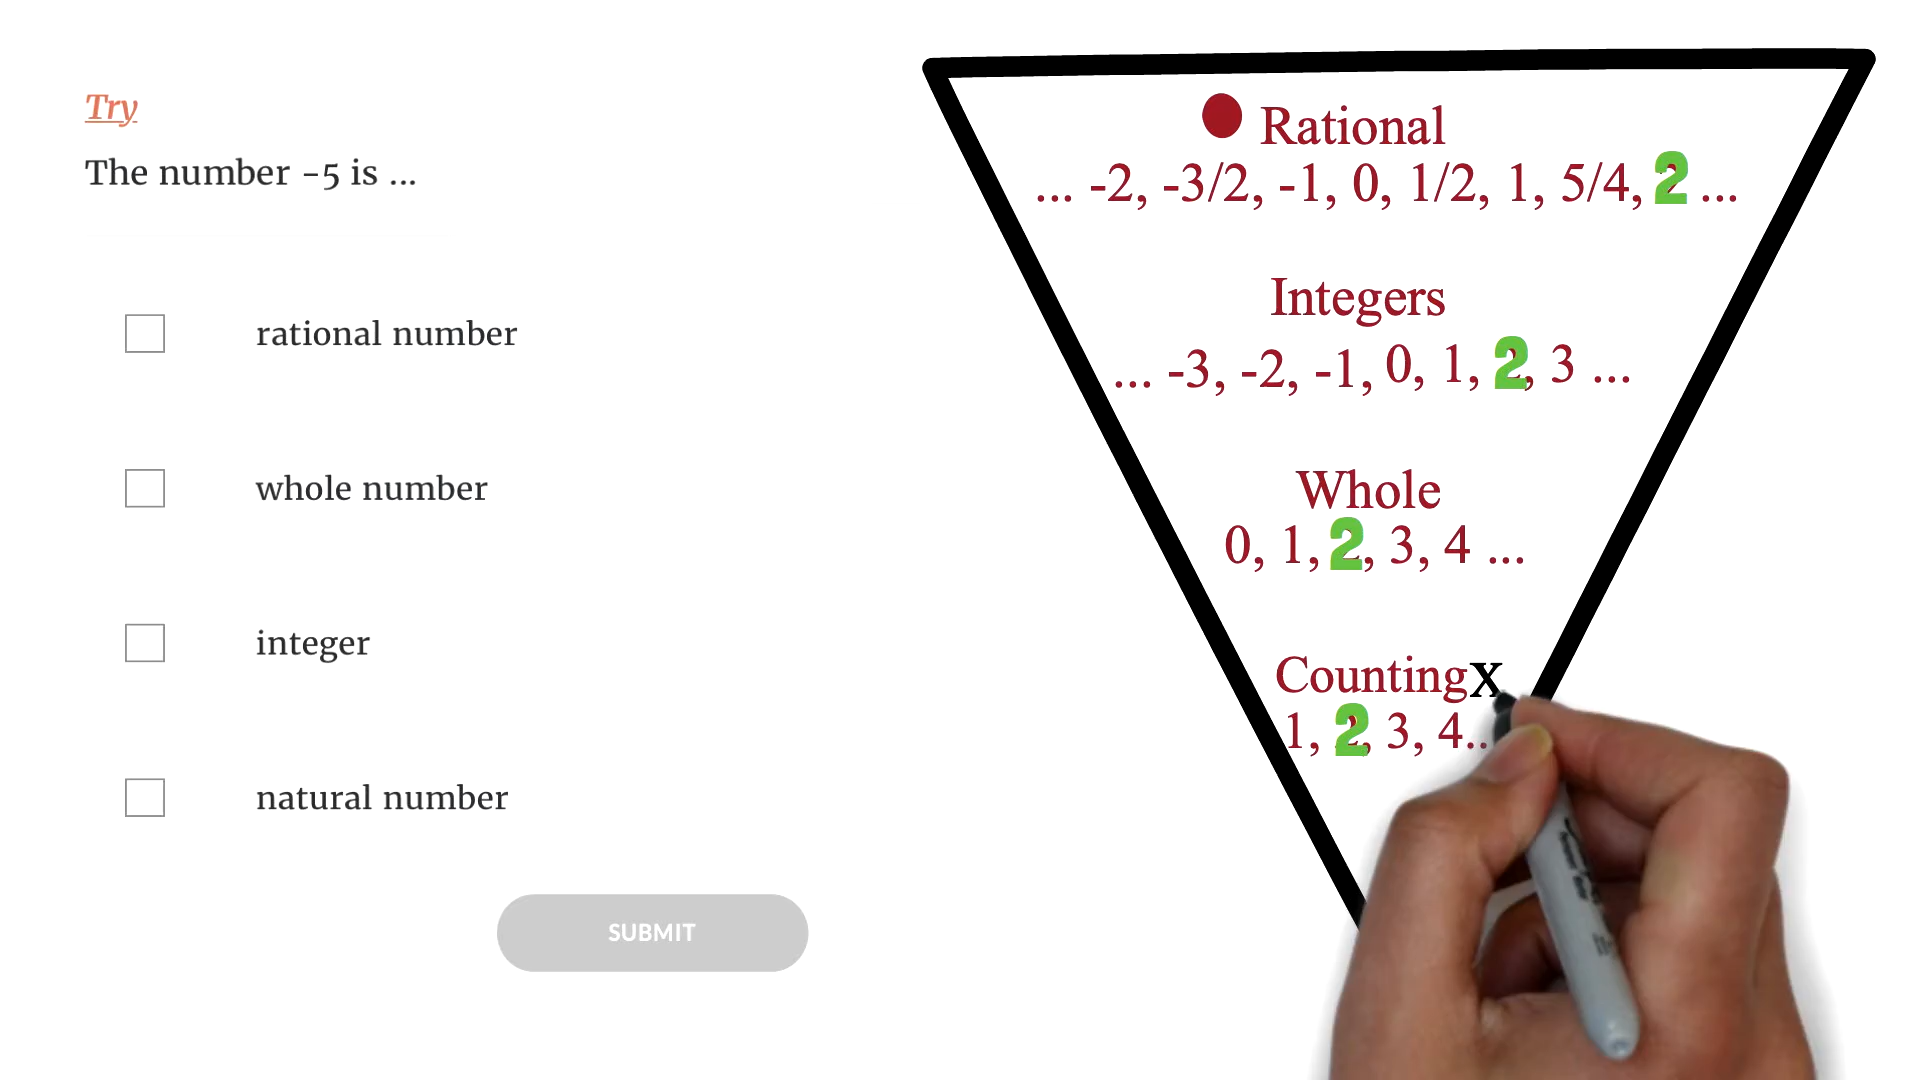 Try
The number -5 is ...
rational number
whole number
integer
natural number
SUBMIT
Rational
... -2, -3/2, -1, 0, 1/2, 1, 5/4, 2 ...
Integers
... -3, -2, -1, 0, 1, 2, 3 ...
Whole
0, 1, 2, 3, 4 ...
Countingx
1, 2, 3, 4..